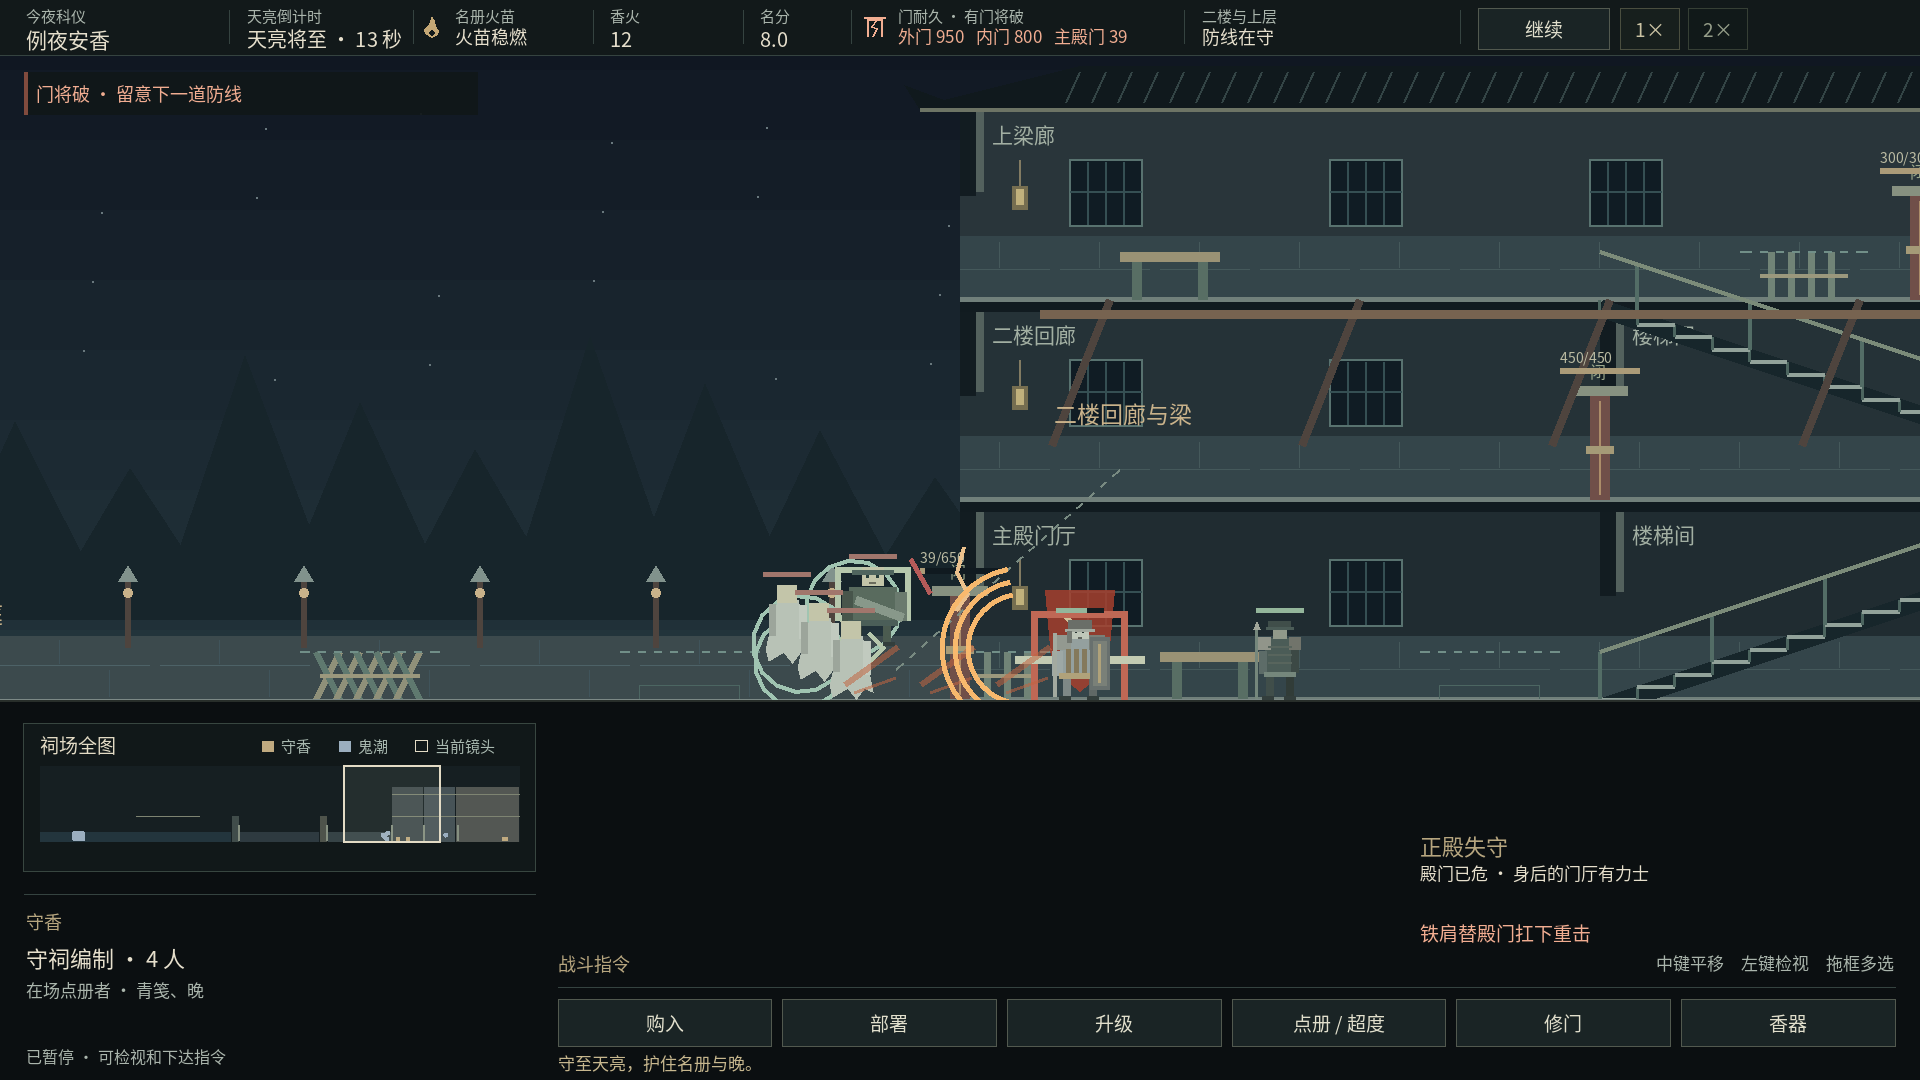 今夜科仪
例夜安香
天亮倒计时
天亮将至 · 13 秒
名册火苗
火苗稳燃
香火
12
名分
8.0
门耐久 · 有门将破
外门 950 内门 800 主殿门 39
二楼与上层
防线在守
继续
1×
2×
门将破 · 留意下一道防线
上梁廊
300/30
二楼回廊
450/450
闭
二楼回廊与梁
主殿门厅
楼梯间
39/650
祠场全图
守香
鬼潮
当前镜头
守香
守祠编制 · 4 人
在场点册者 · 青笺、晚
已暂停 · 可检视和下达指令
正殿失守
殿门已危 · 身后的门厅有力士
铁肩替殿门扛下重击
战斗指令
中键平移 左键检视 拖框多选
购入
部署
升级
点册 / 超度
修门
香器
守至天亮，护住名册与晚。